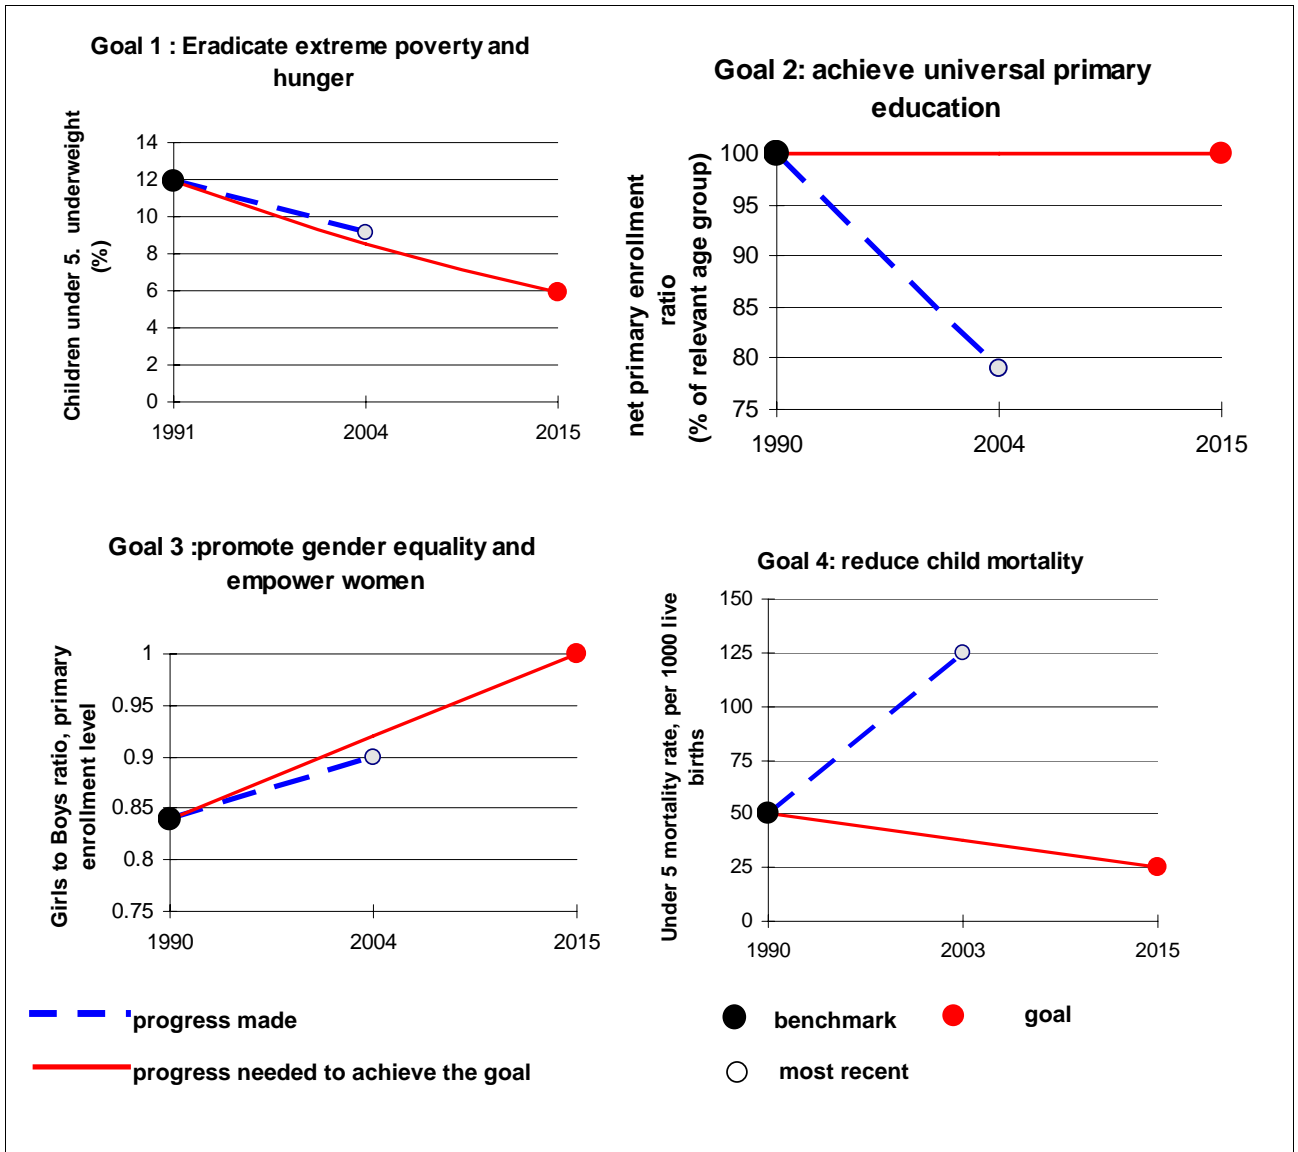 Goal 1 : Eradicate extreme poverty and
hunger
Children under 5. underweight
(%)
14
12
10
8
6
4
2
0
1991
2004
2015
Goal 2: achieve universal primary
education
net primary enrollment
ratio
(% of relevant age group)
100
95
90
85
80
75
1990
2004
2015
Goal 3 :promote gender equality and
empower women
Girls to Boys ratio, primary
enrollment level
1
0.95
0.9
0.85
0.8
0.75
1990
2004
2015
Goal 4: reduce child mortality
Under 5 mortality rate, per 1000 live
births
150
125
100
75
50
25
0
1990
2003
2015
progress made
progress needed to achieve the goal
benchmark
goal
most recent